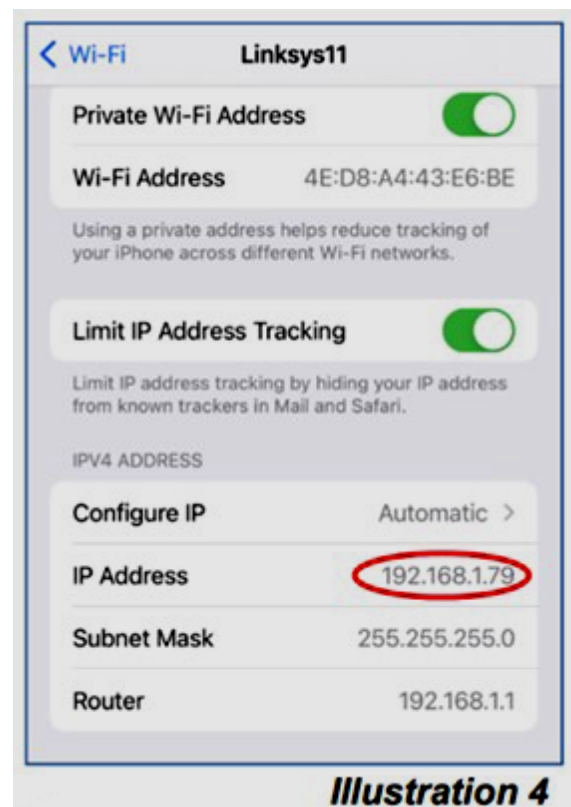 Wi-Fi Linksys11
Private Wi-Fi Address
Wi-Fi Address 4E:D8:A4:43:E6:BE
Using a private address helps reduce tracking of
your iPhone across different Wi-Fi networks.
Limit IP Address Tracking
Limit IP address tracking by hiding your IP address
from known trackers in Mail and Safari.
IPV4 ADDRESS
Configure IP Automatic >
IP Address 192.168.1.79
Subnet Mask 255.255.255.0
Router 192.168.1.1
Illustration 4